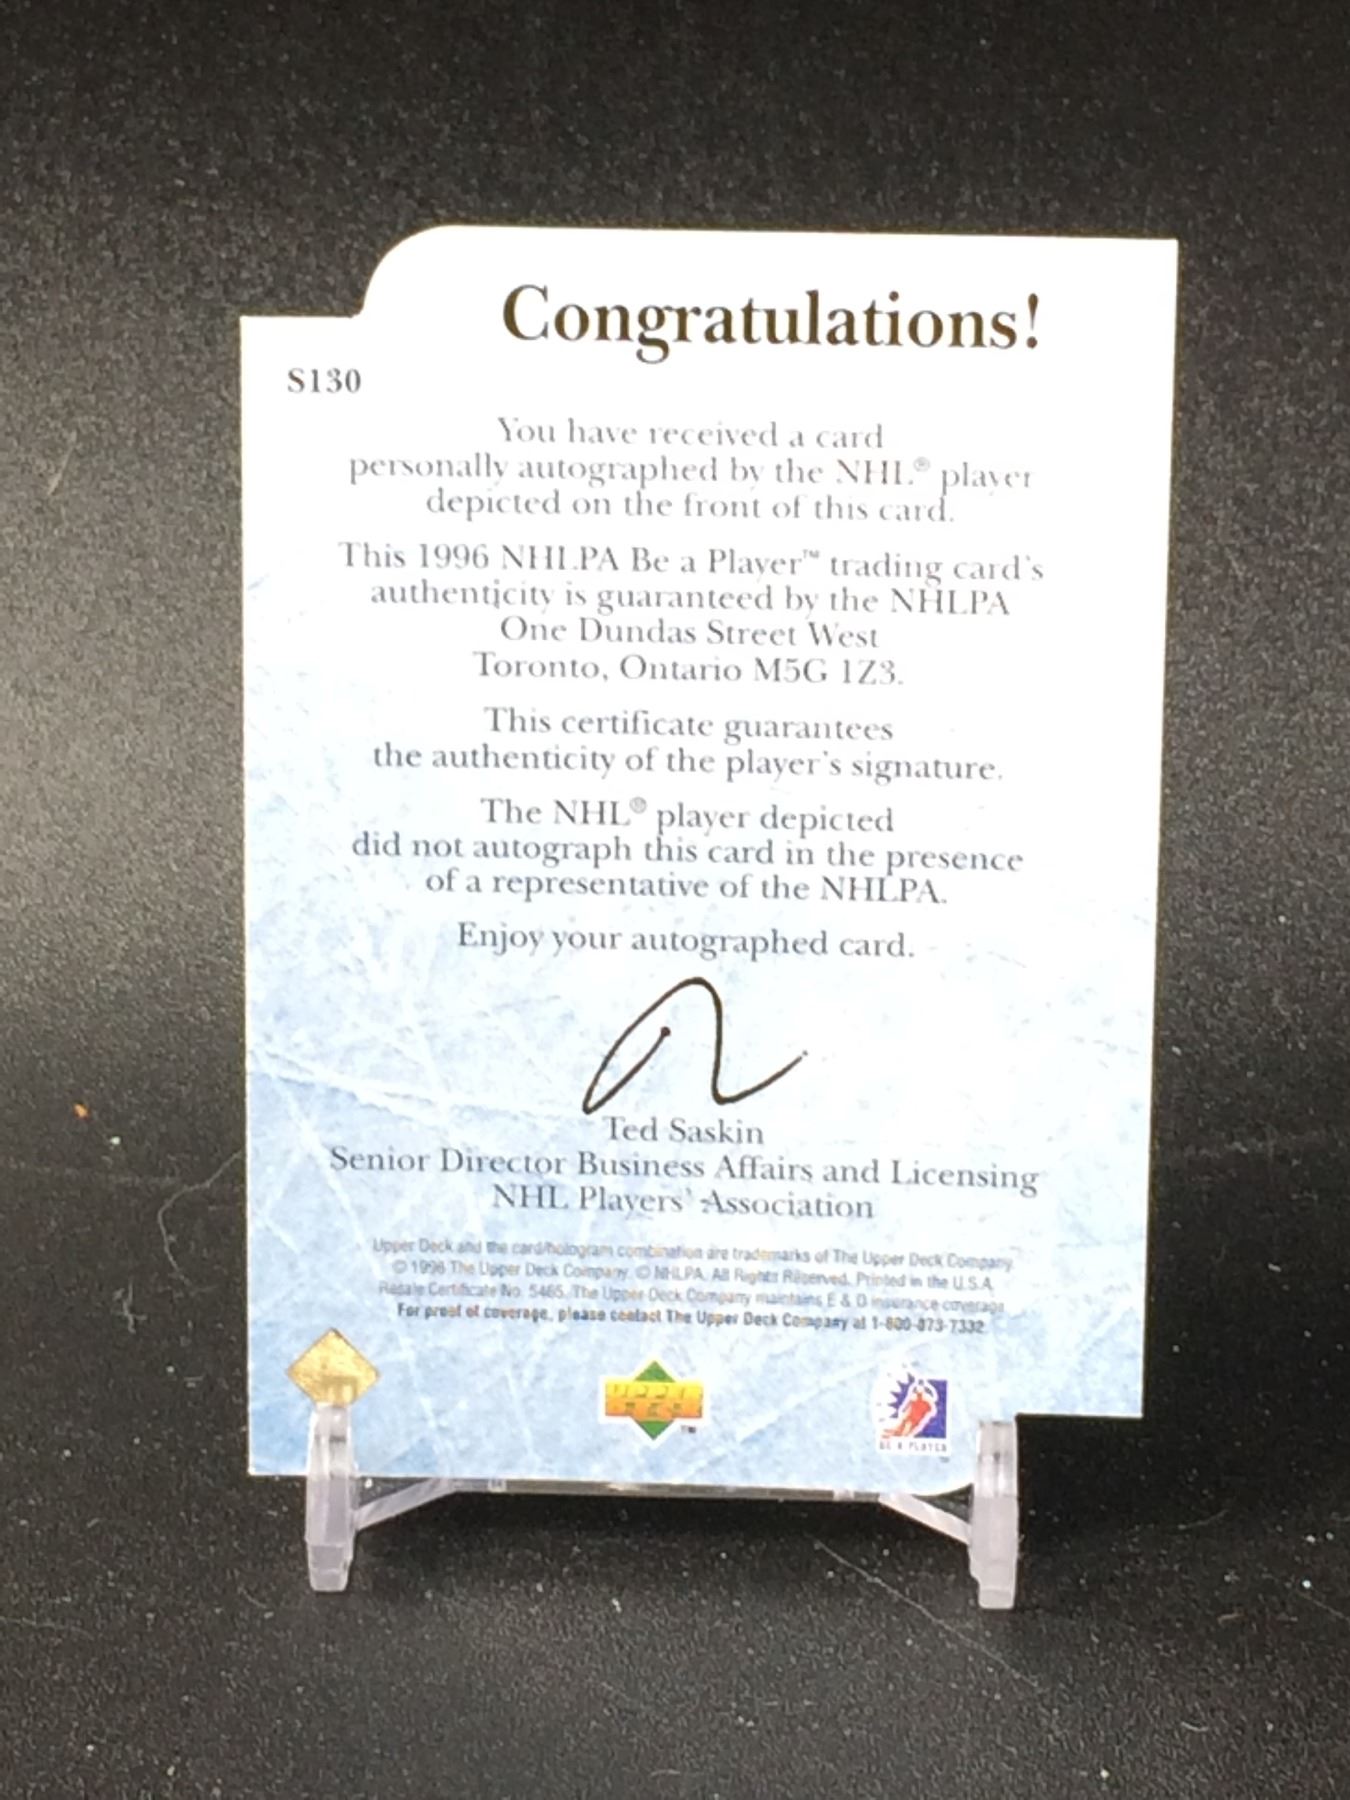 Congratulations!
S130
You have received a card
personally autographed by the NHL® player
depicted on the front of this card.
This 1996 NHLPA Be a Player™ trading card's
authenticity is guaranteed by the NHLPA
One Dundas Street West
Toronto, Ontario M5G 1Z3.
This certificate guarantees
the authenticity of the player's signature.
The NHL® player depicted
did not autograph this card in the presence
of a representative of the NHLPA.
Enjoy your autographed card.
Ted Saskin
Senior Director Business Affairs and Licensing
NHL Players' Association
Upper Deck and the card/hologram combination are trademarks of The Upper Deck Company.
© 1996 The Upper Deck Company. © NHLPA. All Rights Reserved. Printed in the U.S.A.
Resale Certificate No. 5465. The Upper Deck Company maintains E & O insurance coverage.
For proof of coverage, please contact The Upper Deck Company at 1-800-873-7332
BE A PLAYER